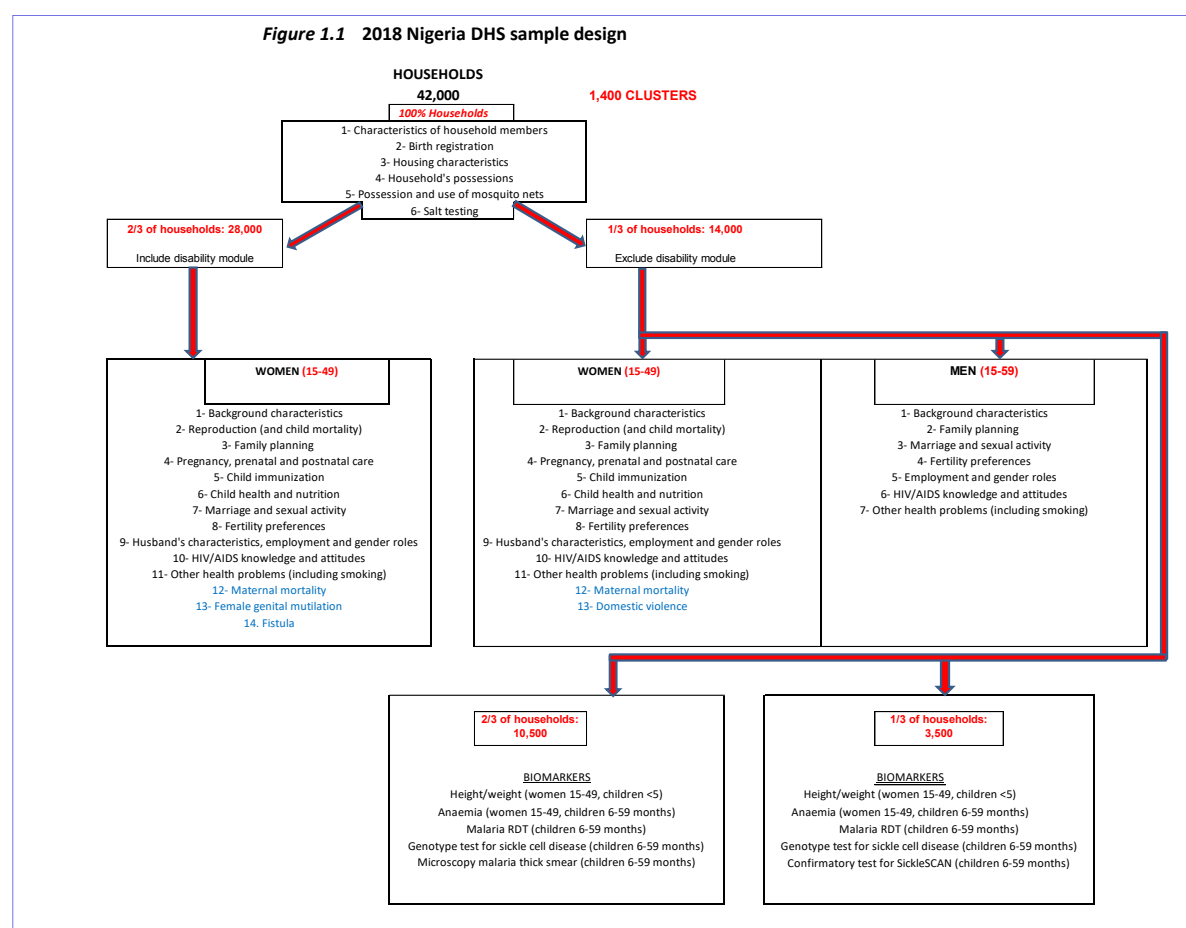 Figure 1.1 2018 Nigeria DHS sample design
HOUSEHOLDS
42,000
1,400 CLUSTERS
100% Households
1- Characteristics of household members
2- Birth registration
3- Housing characteristics
4- Household's possessions
5- Possession and use of mosquito nets
6- Salt testing
2/3 of households: 28,000
Include disability module
1/3 of households: 14,000
Exclude disability module
WOMEN (15-49)
1- Background characteristics
2- Reproduction (and child mortality)
3- Family planning
4- Pregnancy, prenatal and postnatal care
5- Child immunization
6- Child health and nutrition
7- Marriage and sexual activity
8- Fertility preferences
9- Husband's characteristics, employment and gender roles
10- HIV/AIDS knowledge and attitudes
11- Other health problems (including smoking)
12- Maternal mortality
13- Female genital mutilation
14. Fistula
WOMEN (15-49)
1- Background characteristics
2- Reproduction (and child mortality)
3- Family planning
4- Pregnancy, prenatal and postnatal care
5- Child immunization
6- Child health and nutrition
7- Marriage and sexual activity
8- Fertility preferences
9- Husband's characteristics, employment and gender roles
10- HIV/AIDS knowledge and attitudes
11- Other health problems (including smoking)
12- Maternal mortality
13- Domestic violence
MEN (15-59)
1- Background characteristics
2- Family planning
3- Marriage and sexual activity
4- Fertility preferences
5- Employment and gender roles
6- HIV/AIDS knowledge and attitudes
7- Other health problems (including smoking)
2/3 of households:
10,500
BIOMARKERS
Height/weight (women 15-49, children <5)
Anaemia (women 15-49, children 6-59 months)
Malaria RDT (children 6-59 months)
Genotype test for sickle cell disease (children 6-59 months)
Microscopy malaria thick smear (children 6-59 months)
1/3 of households:
3,500
BIOMARKERS
Height/weight (women 15-49, children <5)
Anaemia (women 15-49, children 6-59 months)
Malaria RDT (children 6-59 months)
Genotype test for sickle cell disease (children 6-59 months)
Confirmatory test for SickleSCAN (children 6-59 months)